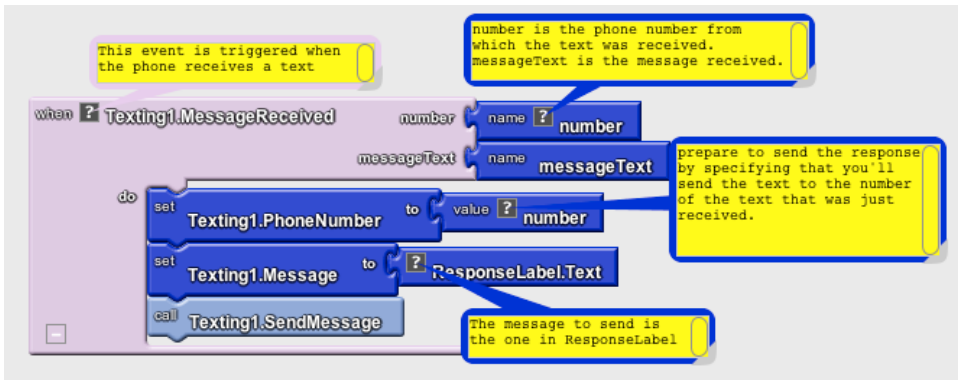 This event is triggered when
the phone receives a text
number is the phone number from
which the text was received.
messageText is the message received.
when ? Texting1.MessageReceived number name ? number
messageText name messageText
prepare to send the response
by specifying that you'll
send the text to the number
of the text that was just
received.
do set Texting1.PhoneNumber to value ? number
set Texting1.Message to ? ResponseLabel.Text
call Texting1.SendMessage
The message to send is
the one in ResponseLabel